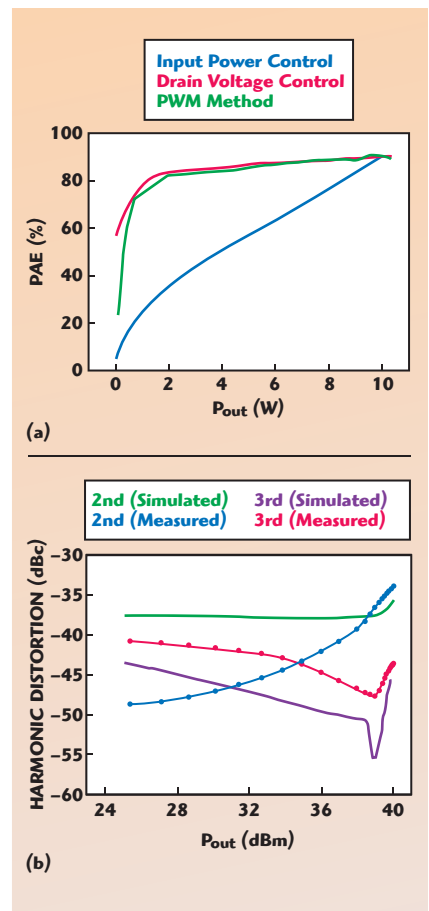 Input Power Control
Drain Voltage Control
PWM Method
100
80
60
40
20
0
PAE (%)
0 2 4 6 8 10
Pout (W)
(a)
2nd (Simulated) 3rd (Simulated)
2nd (Measured) 3rd (Measured)
–30
–35
–40
–45
–50
–55
–60
HARMONIC DISTORTION (dBc)
24 28 32 36 40
Pout (dBm)
(b)